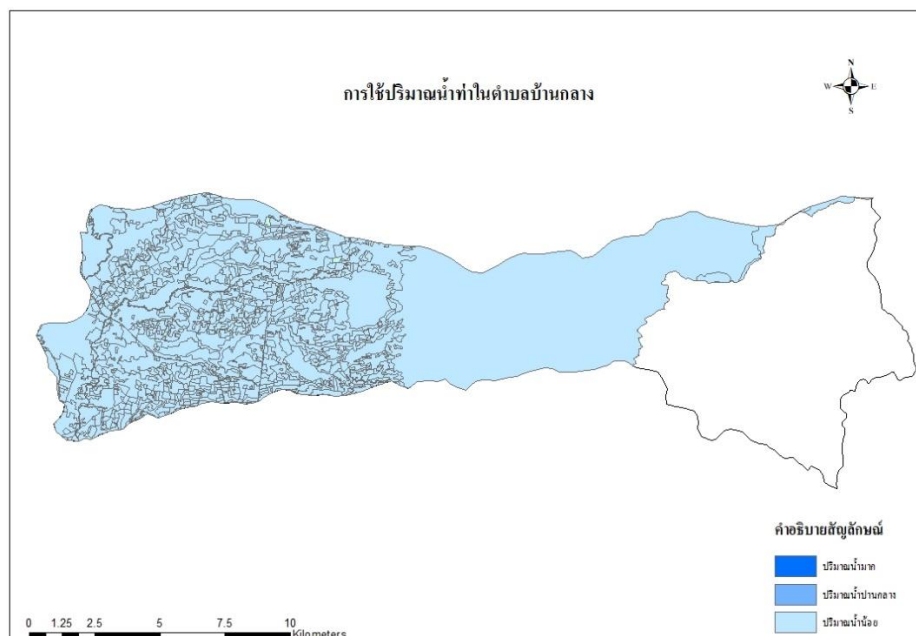 การใช้ปริมาณน้ำท่าในตำบลบ้านกลาง
N
W E
S
คำอธิบายสัญลักษณ์
ปริมาณน้ำมาก
ปริมาณน้ำปานกลาง
ปริมาณน้ำน้อย
0 1.25 2.5 5 7.5 10
Kilometers